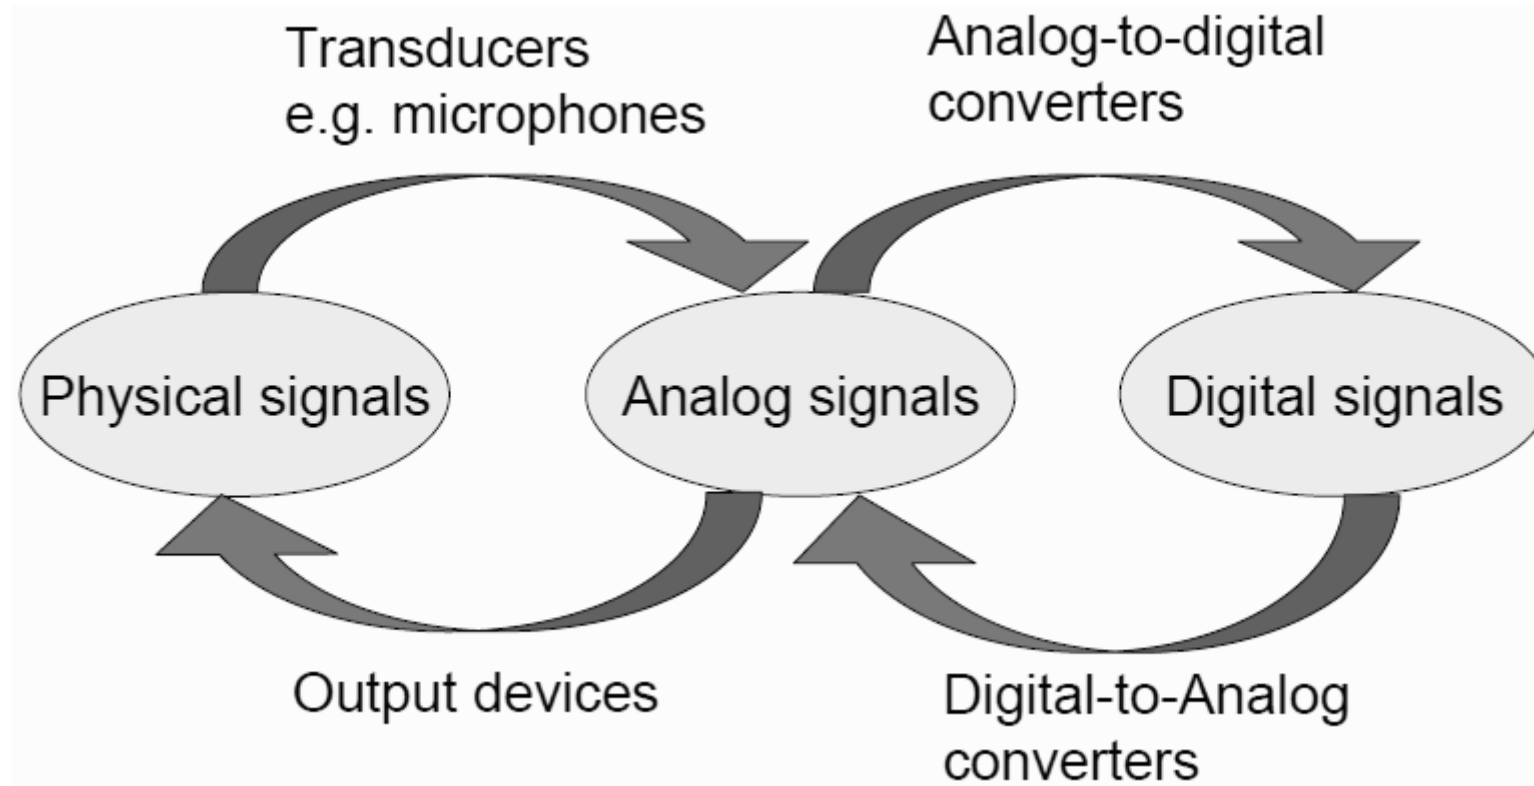 Transducers
e.g. microphones
Analog-to-digital
converters
Physical signals
Analog signals
Digital signals
Output devices
Digital-to-Analog
converters